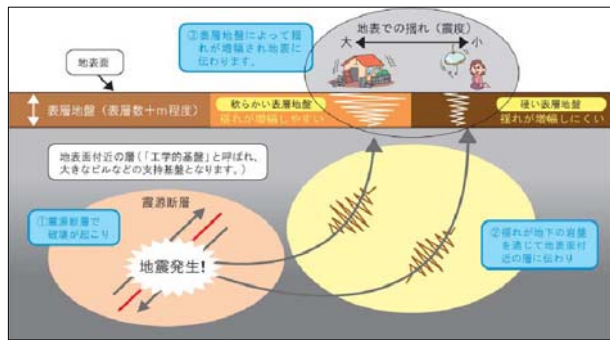 ③表層地盤によって揺
れが増幅され地表に
伝わります。
地表での揺れ（震度）
大
小
地表面
表層地盤（表層数十m程度）
軟らかい表層地盤
揺れが増幅しやすい
硬い表層地盤
揺れが増幅しにくい
地表面付近の層（「工学的基盤」と呼ばれ、
大きなビルなどの支持基盤となります。）
①震源断層で
破壊が起こり
震源断層
地震発生！
②揺れが地下の岩盤
を通じて地表面付
近の層に伝わり